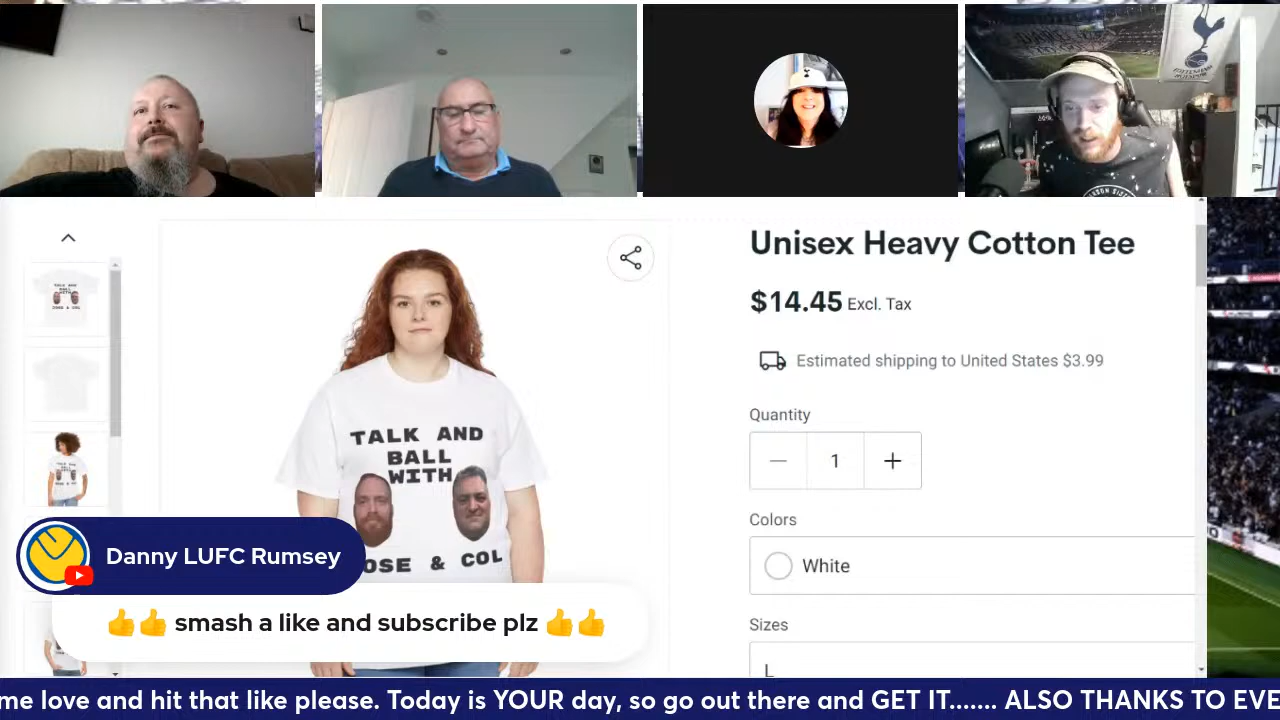 Unisex Heavy Cotton Tee
$14.45 Excl. Tax
Estimated shipping to United States $3.99
Quantity
1
Colors
White
Sizes
L
TALK AND
BALL
WITH
OSE & COL
Danny LUFC Rumsey
👍👍 smash a like and subscribe plz 👍👍
me love and hit that like please. Today is YOUR day, so go out there and GET IT....... ALSO THANKS TO EVE